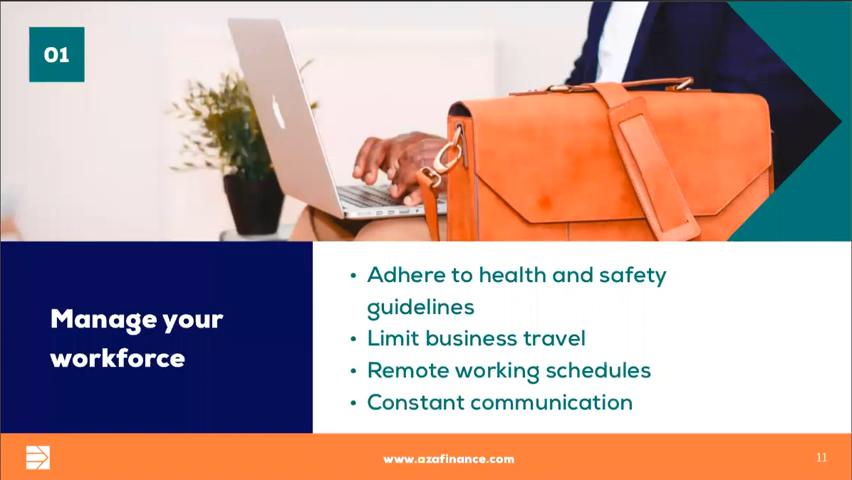 01
Manage your
workforce
• Adhere to health and safety
guidelines
• Limit business travel
• Remote working schedules
• Constant communication
www.azafinance.com
11